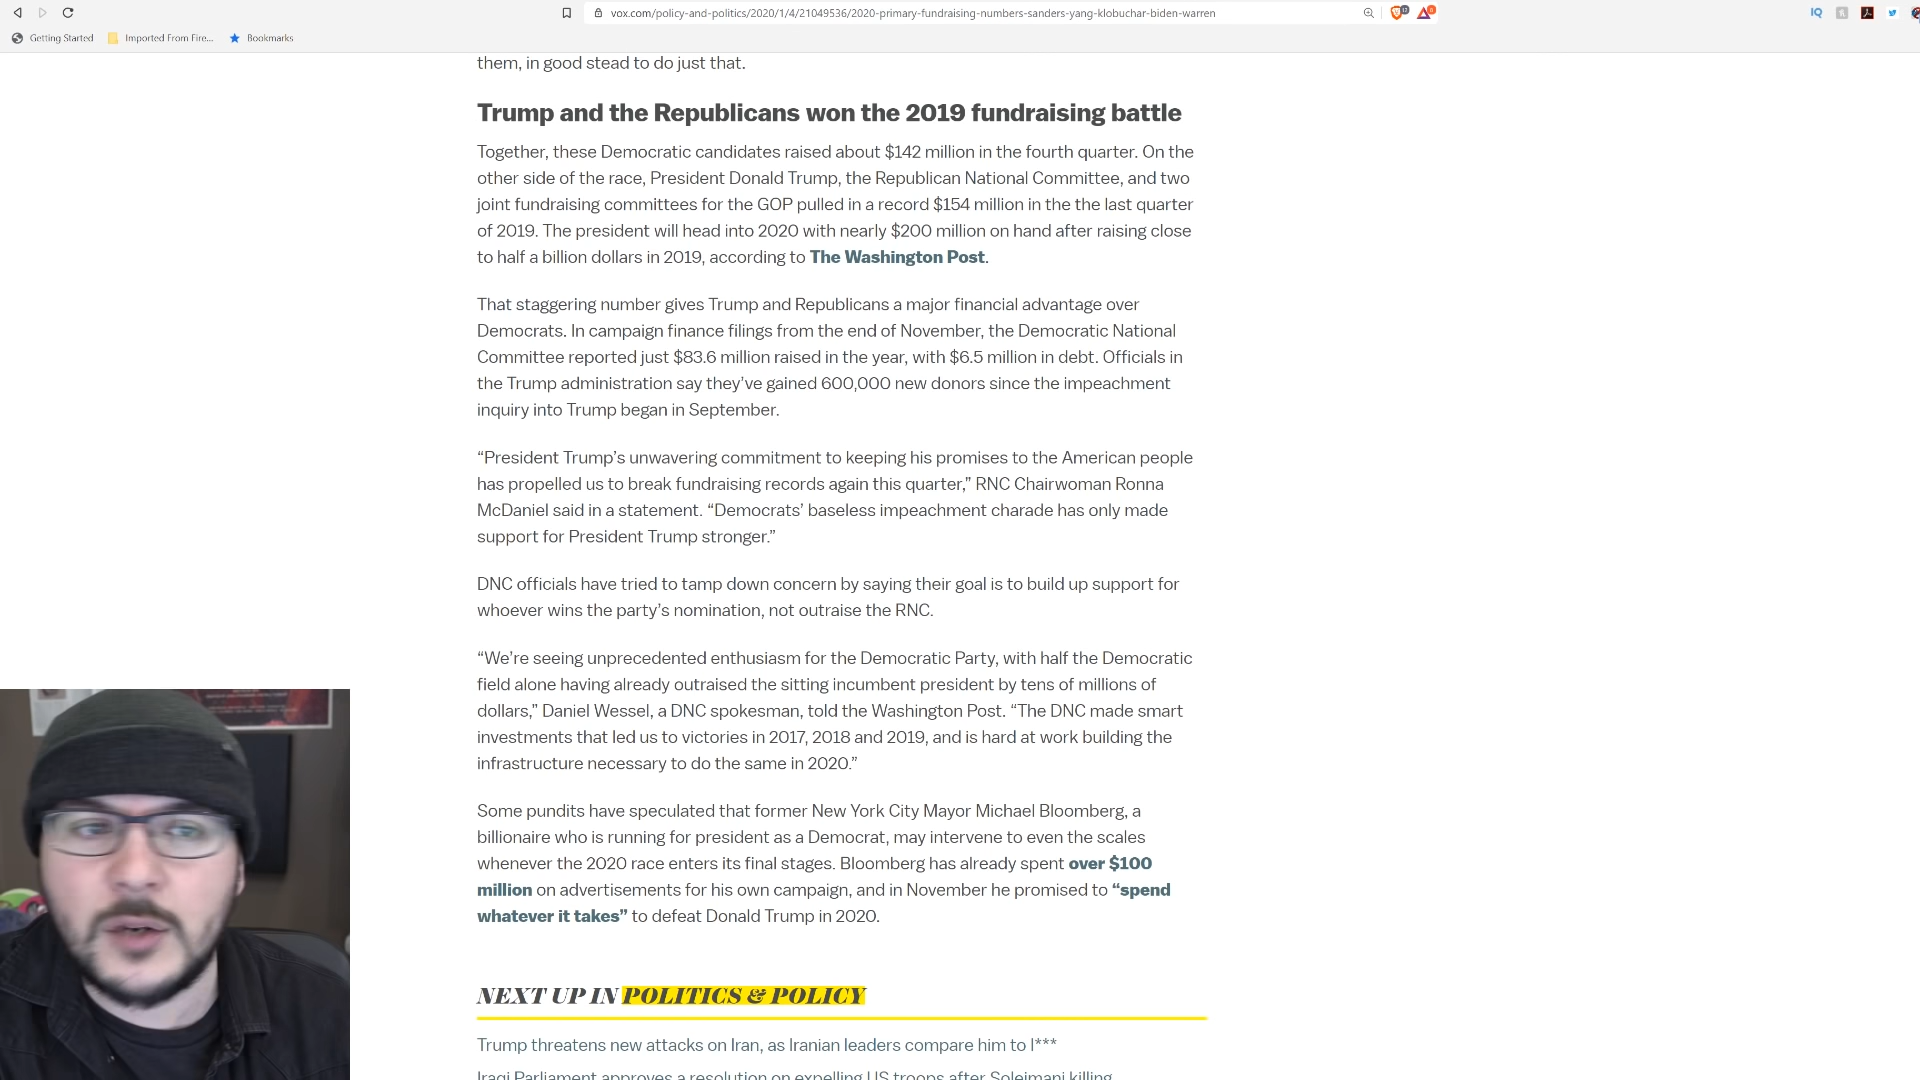 vox.com/policy-and-politics/2020/1/4/21049536/2020-primary-fundraising-numbers-sanders-yang-klobuchar-biden-warren
Getting Started Imported From Fire... Bookmarks
them, in good stead to do just that.
Trump and the Republicans won the 2019 fundraising battle
Together, these Democratic candidates raised about $142 million in the fourth quarter. On the
other side of the race, President Donald Trump, the Republican National Committee, and two
joint fundraising committees for the GOP pulled in a record $154 million in the the last quarter
of 2019. The president will head into 2020 with nearly $200 million on hand after raising close
to half a billion dollars in 2019, according to The Washington Post.
That staggering number gives Trump and Republicans a major financial advantage over
Democrats. In campaign finance filings from the end of November, the Democratic National
Committee reported just $83.6 million raised in the year, with $6.5 million in debt. Officials in
the Trump administration say they’ve gained 600,000 new donors since the impeachment
inquiry into Trump began in September.
“President Trump’s unwavering commitment to keeping his promises to the American people
has propelled us to break fundraising records again this quarter,” RNC Chairwoman Ronna
McDaniel said in a statement. “Democrats’ baseless impeachment charade has only made
support for President Trump stronger.”
DNC officials have tried to tamp down concern by saying their goal is to build up support for
whoever wins the party’s nomination, not outraise the RNC.
“We’re seeing unprecedented enthusiasm for the Democratic Party, with half the Democratic
field alone having already outraised the sitting incumbent president by tens of millions of
dollars,” Daniel Wessel, a DNC spokesman, told the Washington Post. “The DNC made smart
investments that led us to victories in 2017, 2018 and 2019, and is hard at work building the
infrastructure necessary to do the same in 2020.”
Some pundits have speculated that former New York City Mayor Michael Bloomberg, a
billionaire who is running for president as a Democrat, may intervene to even the scales
whenever the 2020 race enters its final stages. Bloomberg has already spent over $100
million on advertisements for his own campaign, and in November he promised to “spend
whatever it takes” to defeat Donald Trump in 2020.
NEXT UP IN POLITICS & POLICY
Trump threatens new attacks on Iran, as Iranian leaders compare him to I***
Iraqi Parliament approves a resolution on expelling US troops after Soleimani killing